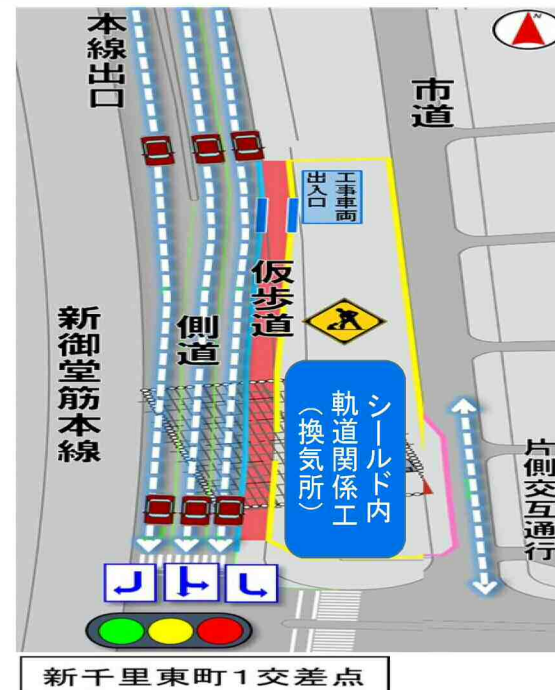 本線出口
N
市道
工事車両
出入口
仮歩道
側道
新御堂筋本線
シールド内
軌道関係工
(換気所)
片側交互通行
新千里東町1交差点